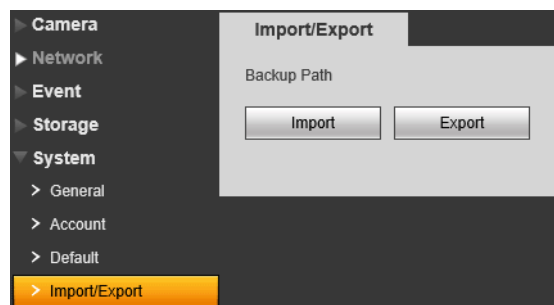 Camera
Network
Event
Storage
System
General
Account
Default
Import/Export
Import/Export
Backup Path
Import Export